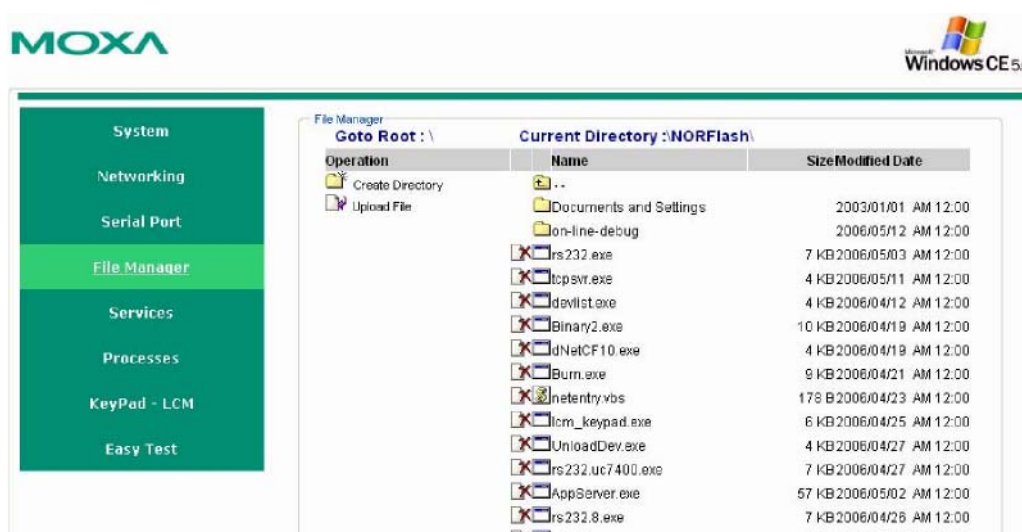 MOXA
Microsoft
Windows CE 5.
System
Networking
Serial Port
File Manager
Services
Processes
KeyPad - LCM
Easy Test
File Manager
Goto Root : \ Current Directory :\NORFlash\
Operation Name Size Modified Date
Create Directory ..
Upload File Documents and Settings 2003/01/01 AM 12:00
on-line-debug 2006/05/12 AM 12:00
rs232.exe 7 KB 2006/05/03 AM 12:00
tcpsvr.exe 4 KB 2006/05/11 AM 12:00
devlist.exe 4 KB 2006/04/12 AM 12:00
Binary2.exe 10 KB 2006/04/19 AM 12:00
dNetCF10.exe 4 KB 2006/04/19 AM 12:00
Burn.exe 9 KB 2006/04/21 AM 12:00
netentry.vbs 178 B 2006/04/23 AM 12:00
lcm_keypad.exe 6 KB 2006/04/25 AM 12:00
UnloadDev.exe 4 KB 2006/04/27 AM 12:00
rs232.uc7400.exe 7 KB 2006/04/27 AM 12:00
AppServer.exe 57 KB 2006/05/02 AM 12:00
rs232.8.exe 7 KB 2006/04/26 AM 12:00